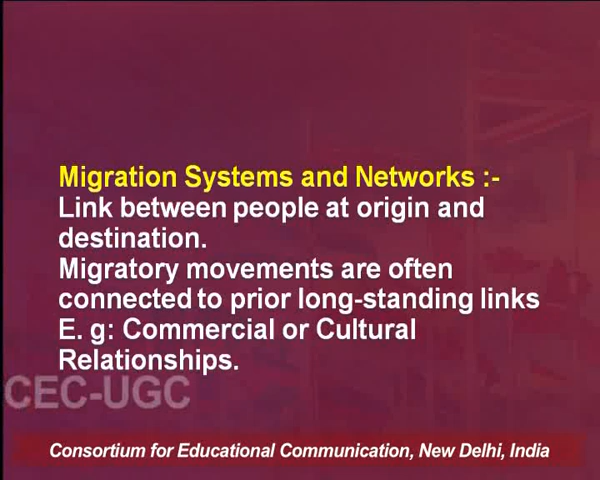 Migration Systems and Networks :-
Link between people at origin and
destination.
Migratory movements are often
connected to prior long-standing links
E. g: Commercial or Cultural
Relationships.
CEC-UGC
Consortium for Educational Communication, New Delhi, India